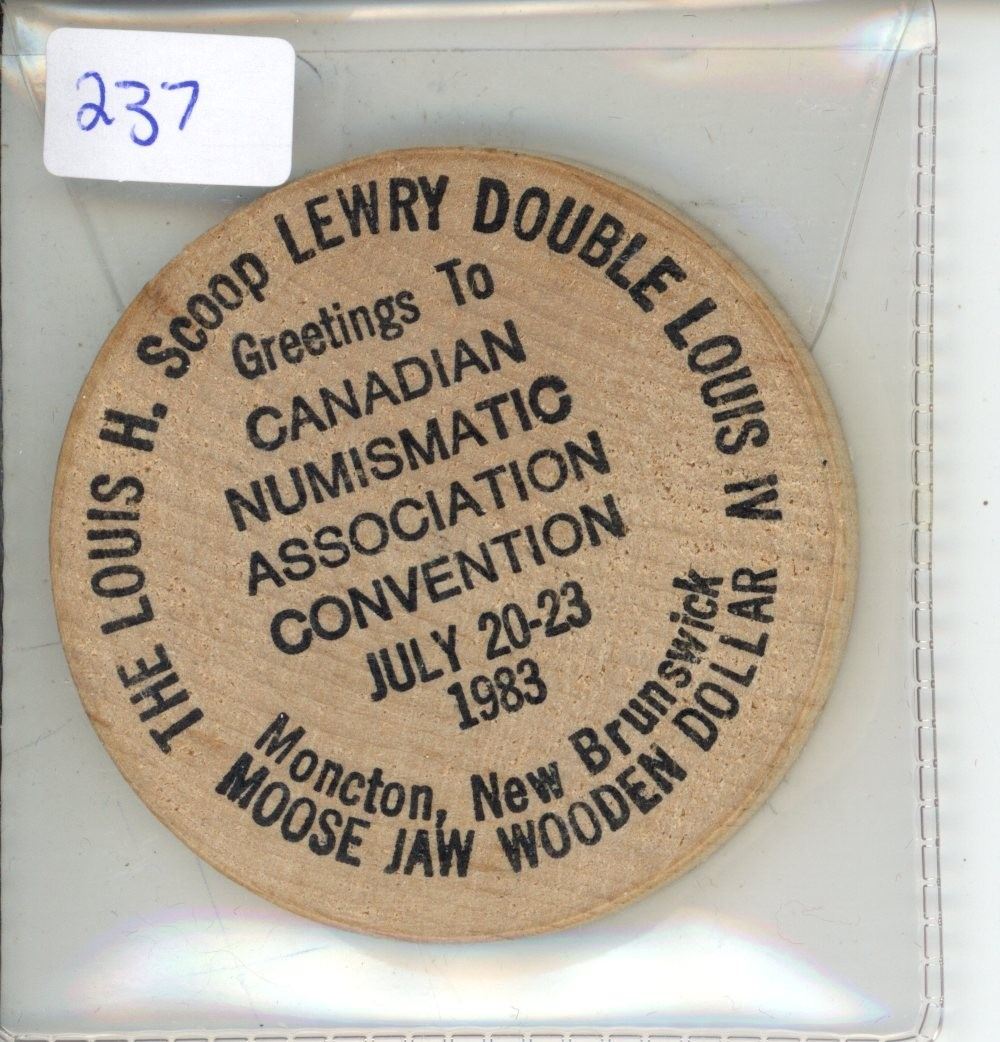 237
THE LOUIS H. Scoop LEWRY DOUBLE LOUIS N
Greetings To
CANADIAN
NUMISMATIC
ASSOCIATION
CONVENTION
JULY 20-23
1983
Moncton, New Brunswick
MOOSE JAW WOODEN DOLLAR